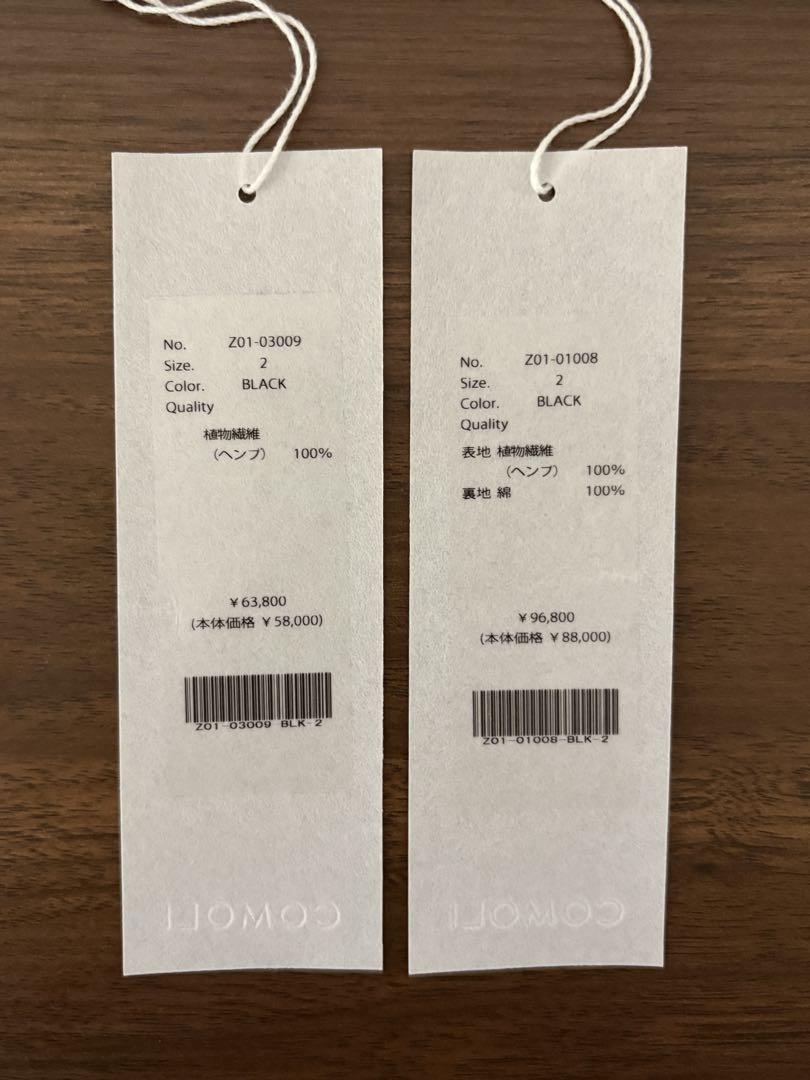 No. Z01-03009
Size. 2
Color. BLACK
Quality
植物繊維
（ヘンプ） 100%
￥63,800
(本体価格 ￥58,000)
Z01-03009 BLK-2
COMOLI
No. Z01-01008
Size. 2
Color. BLACK
Quality
表地 植物繊維
（ヘンプ） 100%
裏地 綿 100%
￥96,800
(本体価格 ￥88,000)
Z01-01008-BLK-2
COMOLI